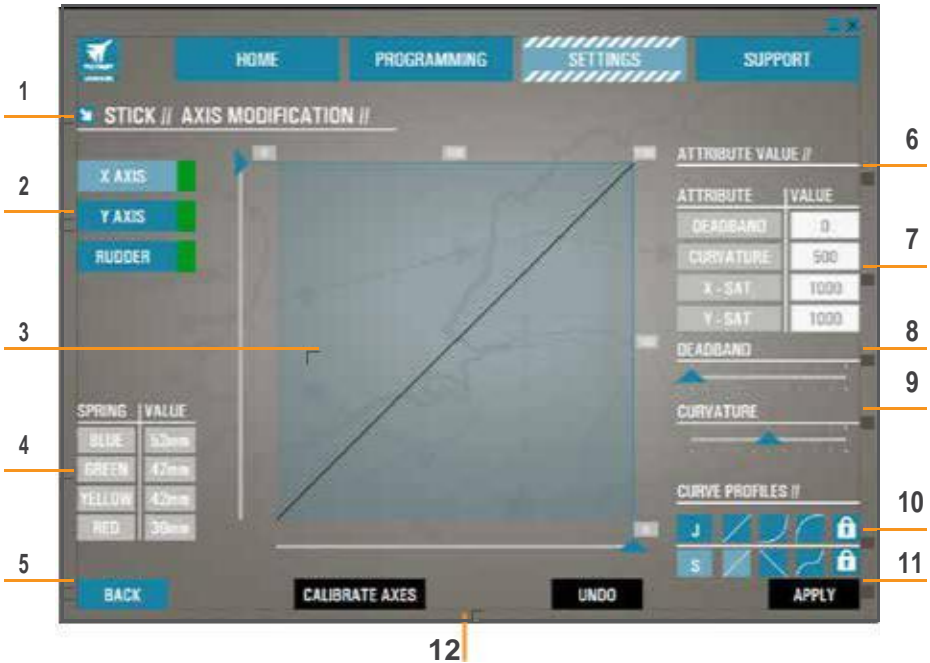 HOME PROGRAMMING SETTINGS SUPPORT
1
STICK // AXIS MODIFICATION //
2
X AXIS
Y AXIS
RUDDER
3
SPRING VALUE
4
BLUE 53mm
GREEN 47mm
YELLOW 42mm
RED
5
BACK
CALIBRATE AXES
UNDO
APPLY
6
ATTRIBUTE VALUE //
ATTRIBUTE VALUE
7
DEADBAND 0
CURVATURE 500
X - SAT 1000
Y - SAT 1000
8
DEADBAND
9
CURVATURE
CURVE PROFILES //
10
J
11
S
12